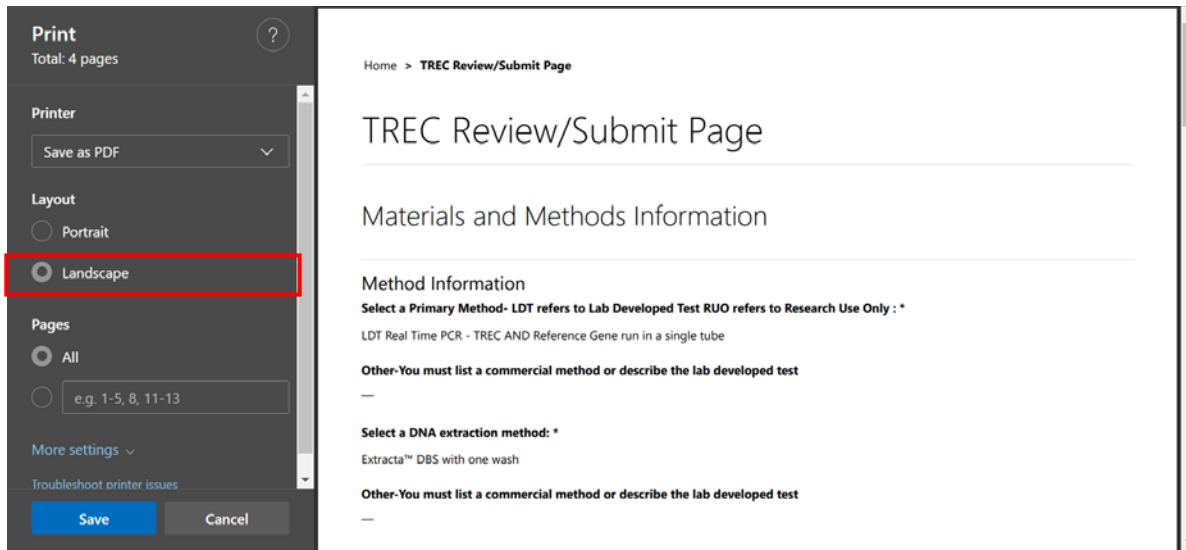 Print
?
Total: 4 pages
Printer
Save as PDF
Layout
Portrait
Landscape
Pages
All
e.g. 1-5, 8, 11-13
More settings
Troubleshoot printer issues
Save
Cancel
Home > TREC Review/Submit Page
TREC Review/Submit Page
Materials and Methods Information
Method Information
Select a Primary Method- LDT refers to Lab Developed Test RUO refers to Research Use Only : *
LDT Real Time PCR - TREC AND Reference Gene run in a single tube
Other-You must list a commercial method or describe the lab developed test
—
Select a DNA extraction method: *
Extracta™ DBS with one wash
Other-You must list a commercial method or describe the lab developed test
—